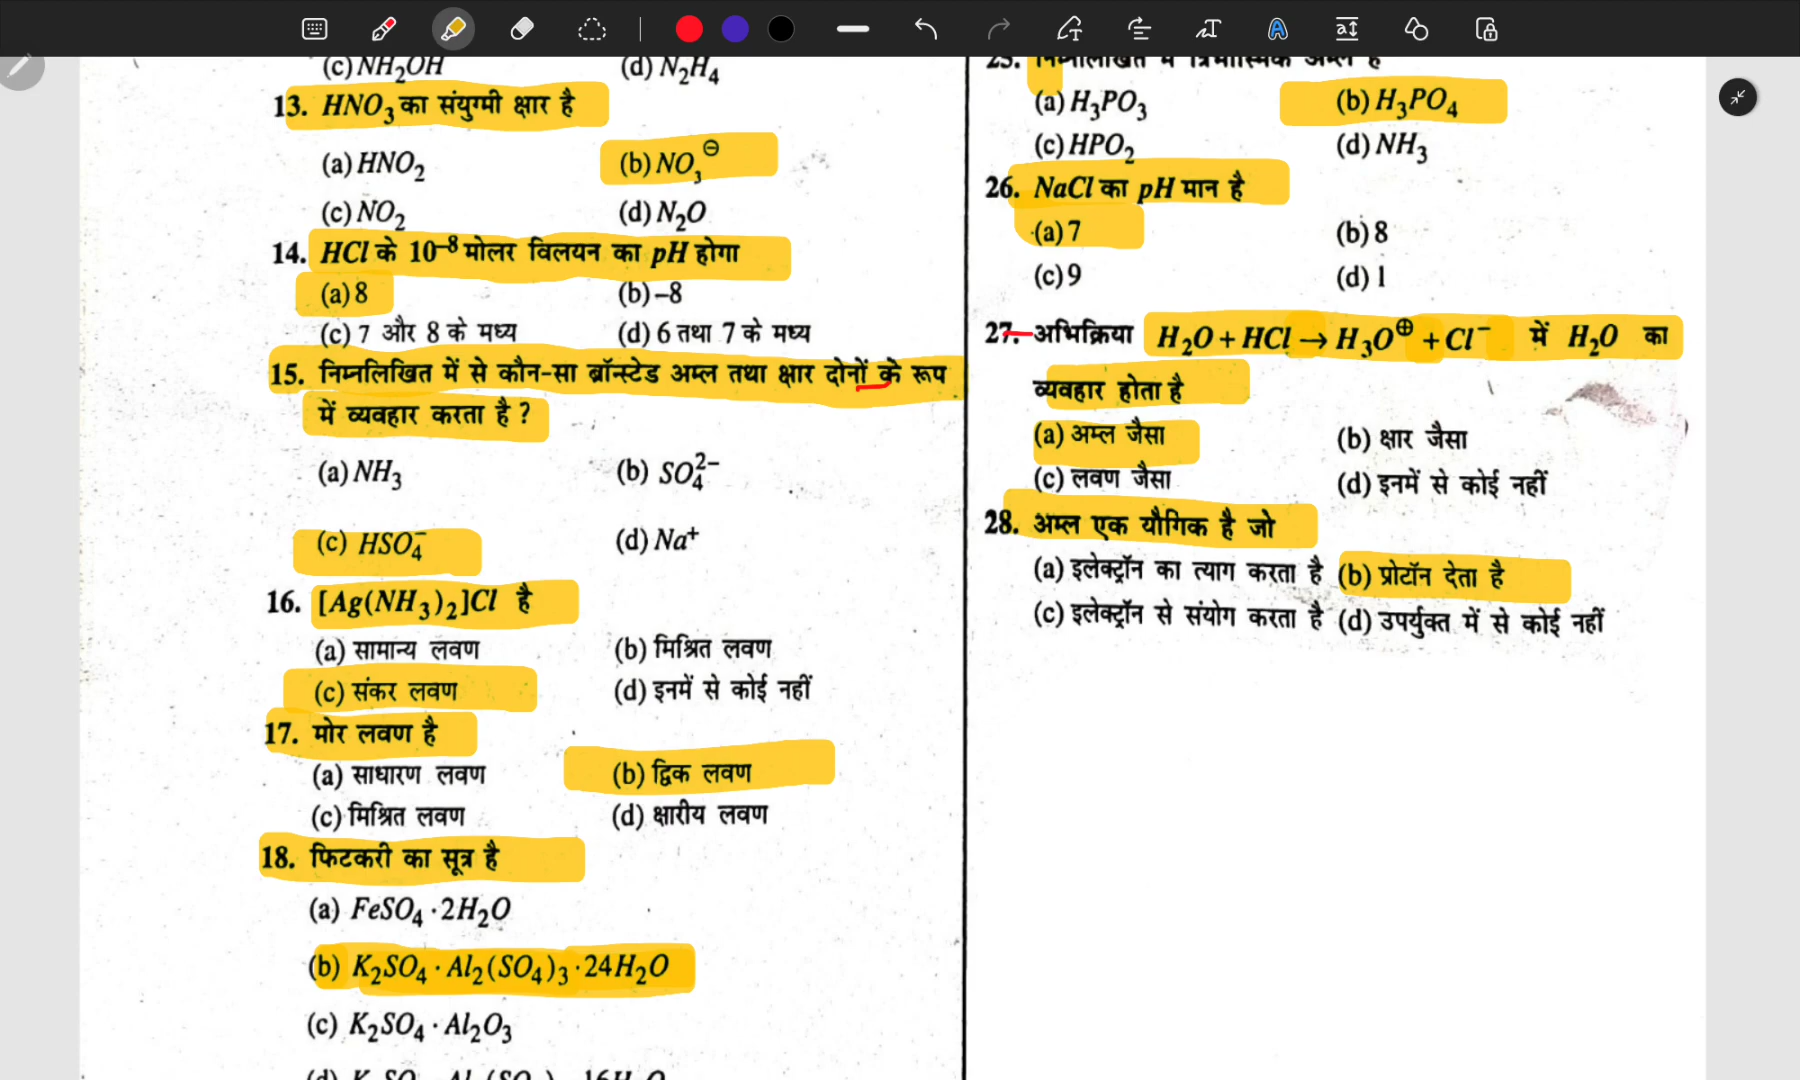 (c) NH₂OH (d) N₂H₄
13. HNO₃ का संयुग्मी क्षार है
(a) HNO₂ (b) NO₃⊖
(c) NO₂ (d) N₂O
14. HCl के 10⁻⁸ मोलर विलयन का pH होगा
(a) 8 (b) –8
(c) 7 और 8 के मध्य (d) 6 तथा 7 के मध्य
15. निम्नलिखित में से कौन-सा ब्रॉन्स्टेड अम्ल तथा क्षार दोनों के रूप
में व्यवहार करता है ?
(a) NH₃ (b) SO₄²⁻
(c) HSO₄⁻ (d) Na⁺
16. [Ag(NH₃)₂]Cl है
(a) सामान्य लवण (b) मिश्रित लवण
(c) संकर लवण (d) इनमें से कोई नहीं
17. मोर लवण है
(a) साधारण लवण (b) द्विक लवण
(c) मिश्रित लवण (d) क्षारीय लवण
18. फिटकरी का सूत्र है
(a) FeSO₄ · 2H₂O
(b) K₂SO₄ · Al₂(SO₄)₃ · 24H₂O
(c) K₂SO₄ · Al₂O₃
25. निम्नलिखित में त्रिभास्मिक अम्ल है
(a) H₃PO₃ (b) H₃PO₄
(c) HPO₂ (d) NH₃
26. NaCl का pH मान है
(a) 7 (b) 8
(c) 9 (d) 1
27. अभिक्रिया H₂O + HCl → H₃O⊕ + Cl⁻ में H₂O का
व्यवहार होता है
(a) अम्ल जैसा (b) क्षार जैसा
(c) लवण जैसा (d) इनमें से कोई नहीं
28. अम्ल एक यौगिक है जो
(a) इलेक्ट्रॉन का त्याग करता है (b) प्रोटॉन देता है
(c) इलेक्ट्रॉन से संयोग करता है (d) उपर्युक्त में से कोई नहीं